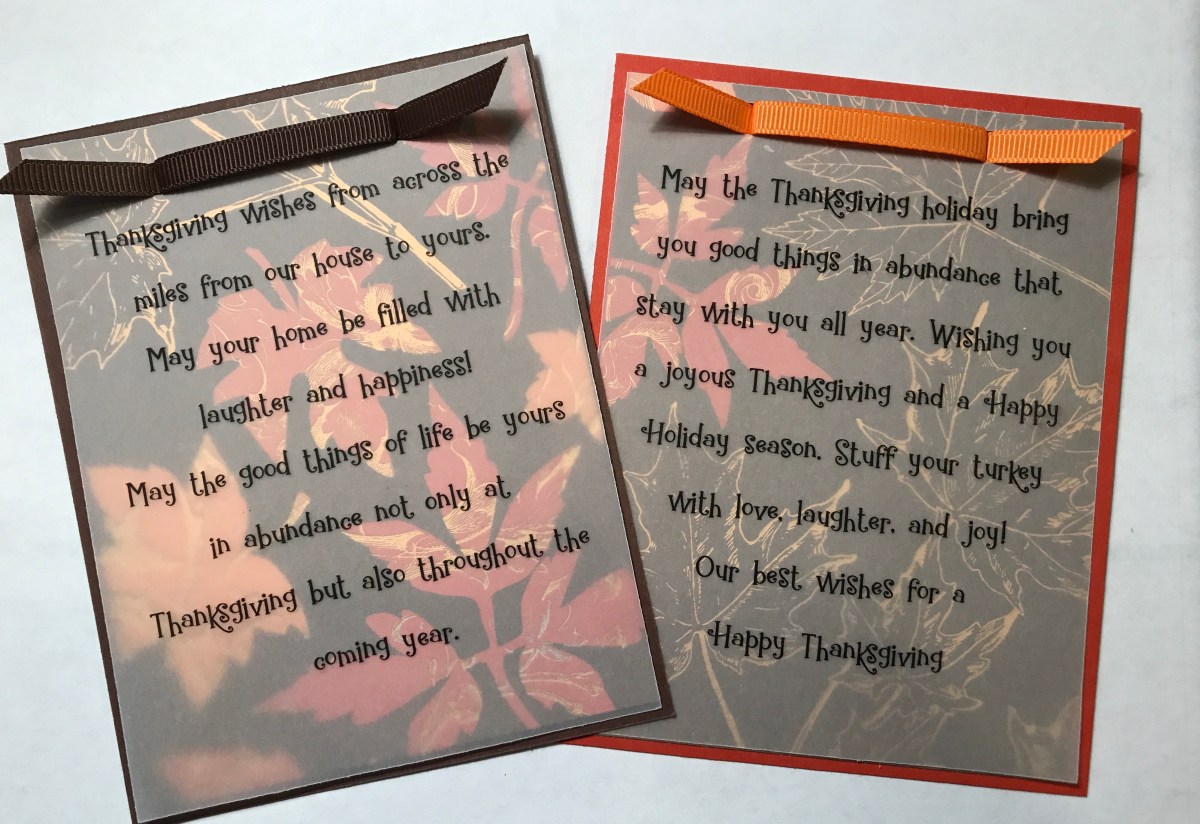 Thanksgiving wishes from across the
miles from our house to yours.
May your home be filled with
laughter and happiness!
May the good things of life be yours
in abundance not only at
Thanksgiving but also throughout the
coming year.
May the Thanksgiving holiday bring
you good things in abundance that
stay with you all year. Wishing you
a joyous Thanksgiving and a Happy
Holiday season. Stuff your turkey
with love, laughter, and joy!
Our best wishes for a
Happy Thanksgiving